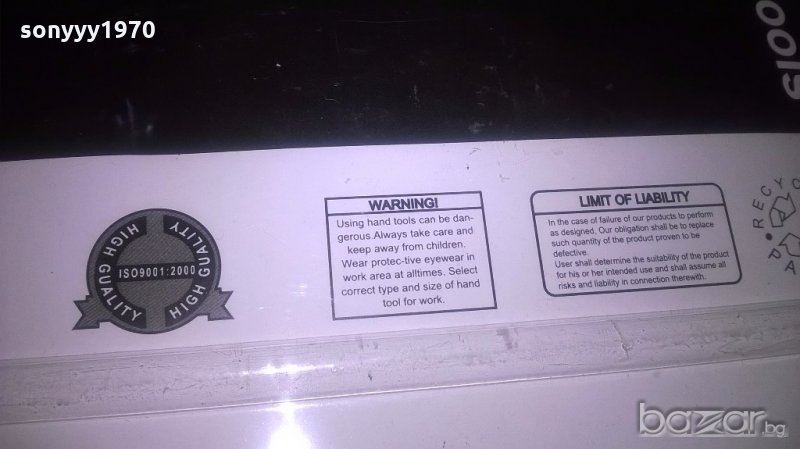 sonyyy1970
ools
HIGH GUALITY
HIGH GUALITY
ISO9001:2000
WARNING!
Using hand tools can be dan-
gerous.Always take care and
keep away from children.
Wear protec-tive eyewear in
work area at alltimes. Select
correct type and size of hand
tool for work.
LIMIT OF LIABILITY
In the case of failure of our products to perform
as designed, Our obligation shall be to replace
such quantity of the product proven to be
defective.
User shall determine the suitability of the product
for his or her intended use and shall assume all
risks and liability in connection therewith.
RECYC
PA
bazar.bg